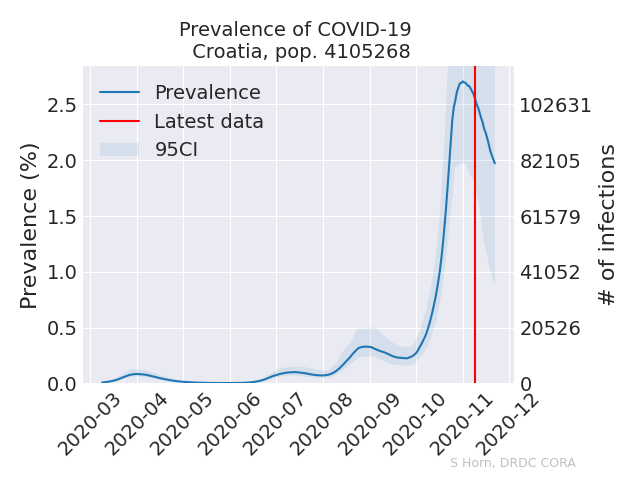 Prevalence of COVID-19
Croatia, pop. 4105268
Prevalence
Latest data
95CI
Prevalence (%)
2.5
2.0
1.5
1.0
0.5
0.0
102631
82105
61579
41052
20526
0
# of infections
2020-03
2020-04
2020-05
2020-06
2020-07
2020-08
2020-09
2020-10
2020-11
2020-12
S Horn, DRDC CORA